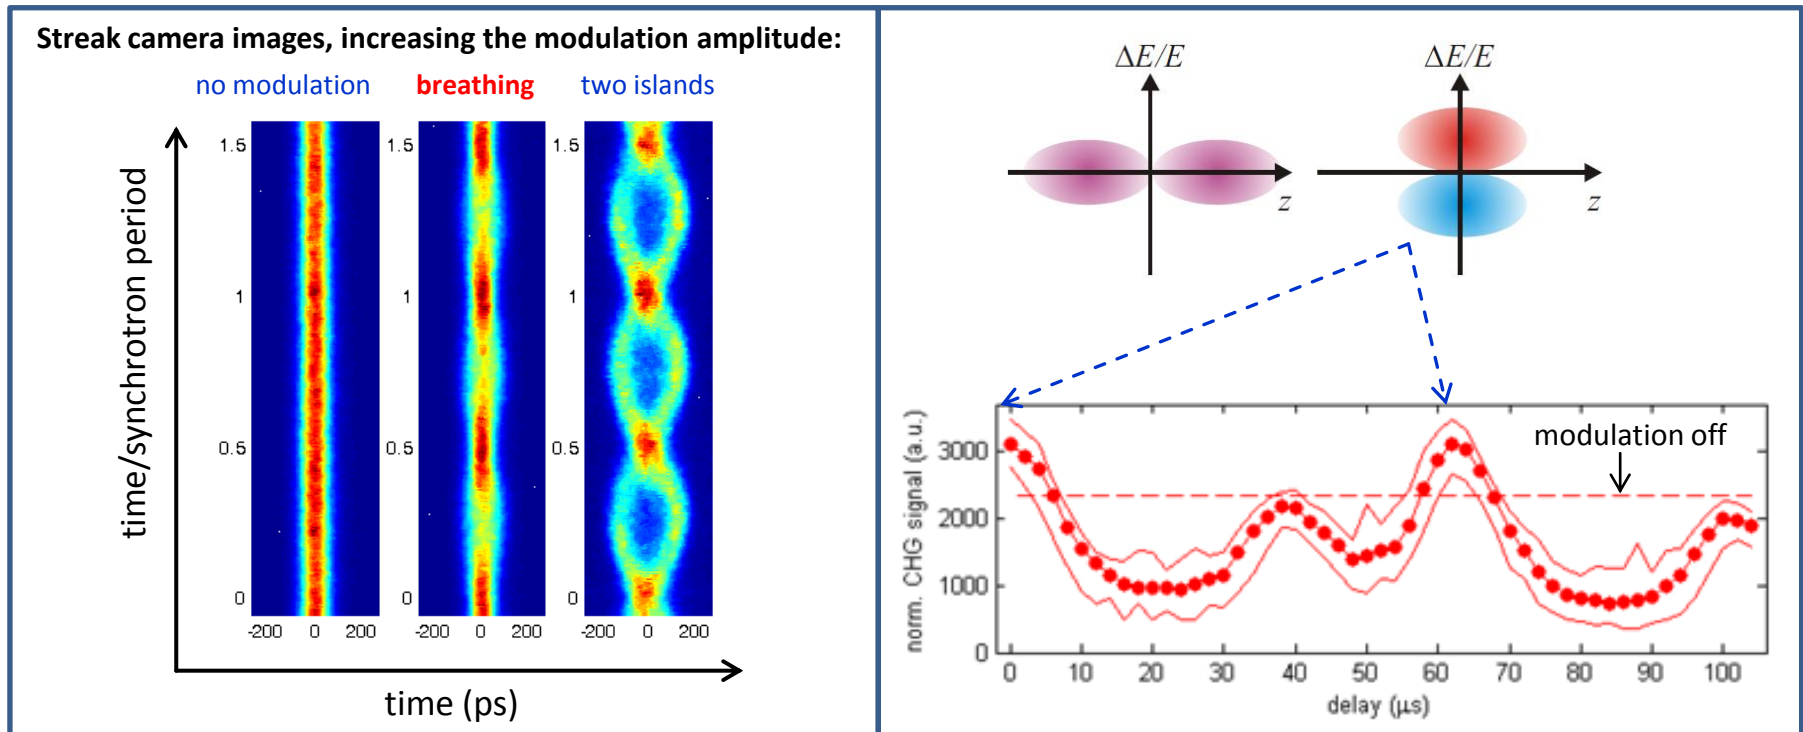 Streak camera images, increasing the modulation amplitude:
no modulation breathing two islands
time/synchrotron period
1.5 1.5 1.5
1 1 1
0.5 0.5 0.5
0 0 0
-200 0 200 -200 0 200 -200 0 200
time (ps)
ΔE/E ΔE/E
z z
norm. CHG signal (a.u.)
modulation off
3000
2000
1000
0
0 10 20 30 40 50 60 70 80 90 100
delay (μs)